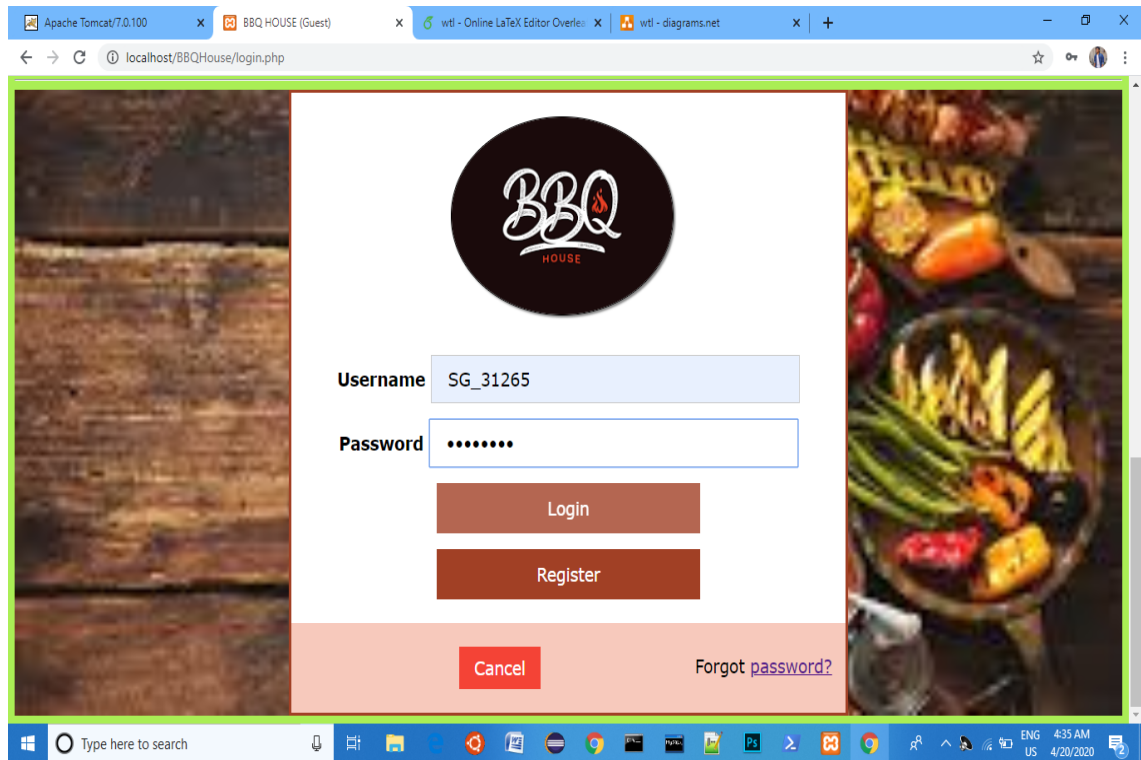 Apache Tomcat/7.0.100
BBQ HOUSE (Guest)
wtl - Online LaTeX Editor Overlea
wtl - diagrams.net
localhost/BBQHouse/login.php
BBQ
HOUSE
Username SG_31265
Password ••••••••
Login
Register
Cancel
Forgot password?
Type here to search
Ps
ENG 4:35 AM
US 4/20/2020
2